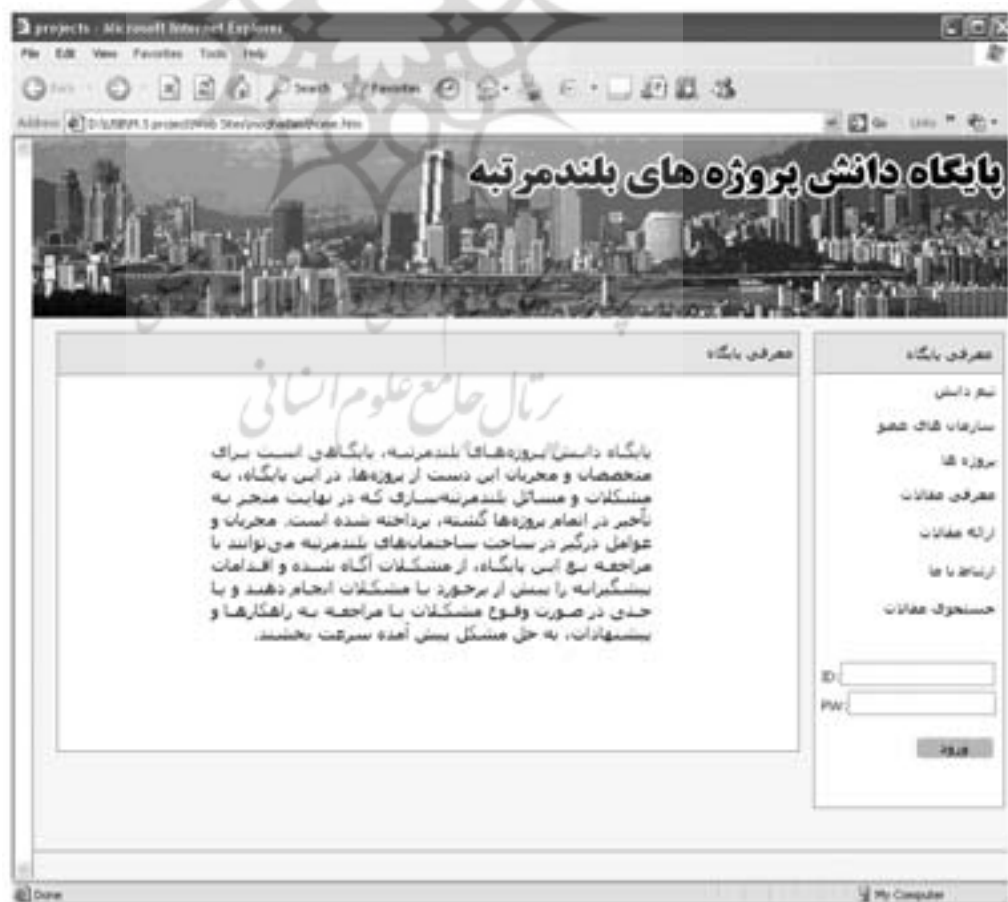 projects - Microsoft Internet Explorer
File Edit View Favorites Tools Help
Back Search Favorites
Address Go Links
پایگاه دانش پروژه های بلندمرتبه
معرفی پایگاه
تیم دانش
سازمان های عضو
پروژه ها
معرفی مقالات
ارائه مقالات
ارتباط با ما
جستجوی مقالات
ID:
PW:
ورود
معرفی پایگاه
پایگاه دانش پروژه‌های بلندمرتبه، پایگاهی است برای
متخصصان و مجریان این دست از پروژه‌ها. در این پایگاه، به
مشکلات و مسائل بلندمرتبه‌سازی که در نهایت منجر به
تأخیر در اتمام پروژه‌ها گشته، پرداخته شده است. مجریان و
عوامل درگیر در ساخت ساختمان‌های بلندمرتبه می‌توانند با
مراجعه به این پایگاه، از مشکلات آگاه شده و اقدامات
پیشگیرانه را پیش از برخورد با مشکلات انجام دهند و یا
حتی در صورت وقوع مشکلات با مراجعه به راهکارها و
پیشنهادات، به حل مشکل پیش آمده سرعت بخشند.
پرتال جامع علوم انسانی
Done
My Computer